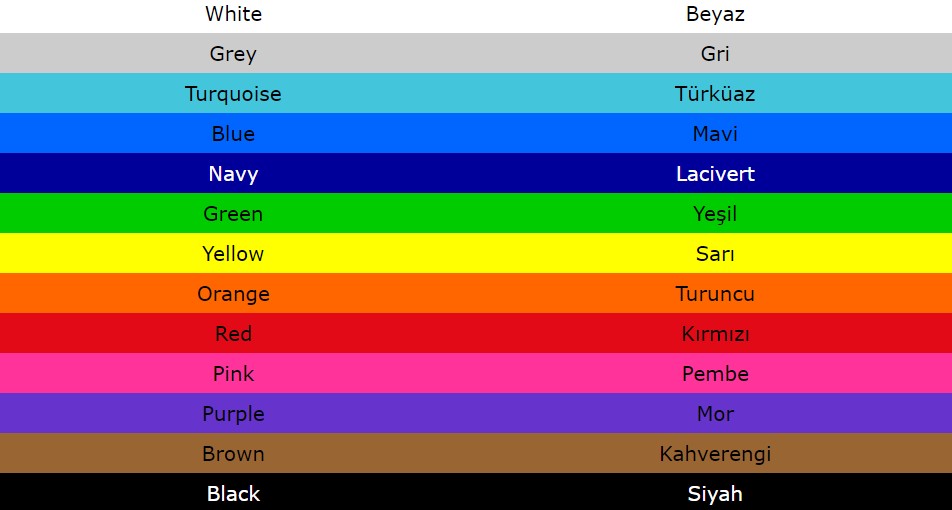 White Beyaz
Grey Gri
Turquoise Türküaz
Blue Mavi
Navy Lacivert
Green Yeşil
Yellow Sarı
Orange Turuncu
Red Kırmızı
Pink Pembe
Purple Mor
Brown Kahverengi
Black Siyah